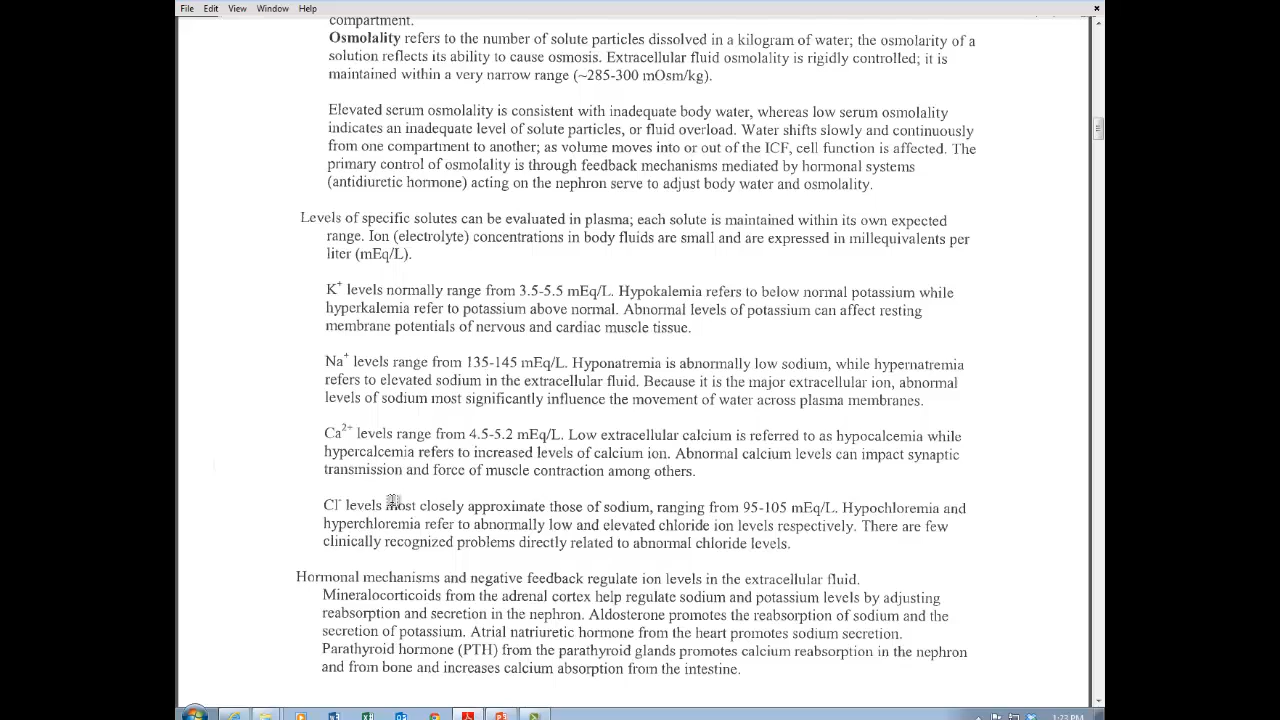 File Edit View Window Help
compartment.
Osmolality refers to the number of solute particles dissolved in a kilogram of water; the osmolarity of a
solution reflects its ability to cause osmosis. Extracellular fluid osmolality is rigidly controlled; it is
maintained within a very narrow range (~285-300 mOsm/kg).
Elevated serum osmolality is consistent with inadequate body water, whereas low serum osmolality
indicates an inadequate level of solute particles, or fluid overload. Water shifts slowly and continuously
from one compartment to another; as volume moves into or out of the ICF, cell function is affected. The
primary control of osmolality is through feedback mechanisms mediated by hormonal systems
(antidiuretic hormone) acting on the nephron serve to adjust body water and osmolality.
Levels of specific solutes can be evaluated in plasma; each solute is maintained within its own expected
range. Ion (electrolyte) concentrations in body fluids are small and are expressed in millequivalents per
liter (mEq/L).
K⁺ levels normally range from 3.5-5.5 mEq/L. Hypokalemia refers to below normal potassium while
hyperkalemia refer to potassium above normal. Abnormal levels of potassium can affect resting
membrane potentials of nervous and cardiac muscle tissue.
Na⁺ levels range from 135-145 mEq/L. Hyponatremia is abnormally low sodium, while hypernatremia
refers to elevated sodium in the extracellular fluid. Because it is the major extracellular ion, abnormal
levels of sodium most significantly influence the movement of water across plasma membranes.
Ca²⁺ levels range from 4.5-5.2 mEq/L. Low extracellular calcium is referred to as hypocalcemia while
hypercalcemia refers to increased levels of calcium ion. Abnormal calcium levels can impact synaptic
transmission and force of muscle contraction among others.
Cl⁻ levels most closely approximate those of sodium, ranging from 95-105 mEq/L. Hypochloremia and
hyperchloremia refer to abnormally low and elevated chloride ion levels respectively. There are few
clinically recognized problems directly related to abnormal chloride levels.
Hormonal mechanisms and negative feedback regulate ion levels in the extracellular fluid.
Mineralocorticoids from the adrenal cortex help regulate sodium and potassium levels by adjusting
reabsorption and secretion in the nephron. Aldosterone promotes the reabsorption of sodium and the
secretion of potassium. Atrial natriuretic hormone from the heart promotes sodium secretion.
Parathyroid hormone (PTH) from the parathyroid glands promotes calcium reabsorption in the nephron
and from bone and increases calcium absorption from the intestine.
1:23 PM